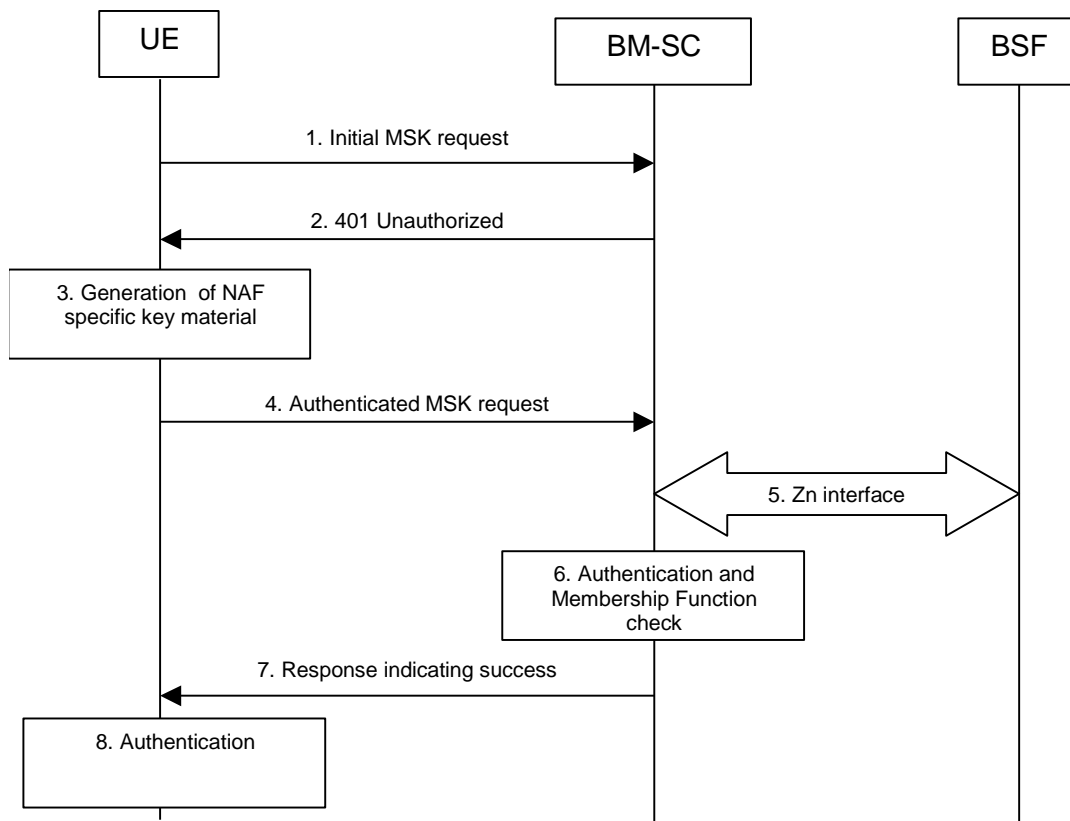 UE
BM-SC
BSF
1. Initial MSK request
2. 401 Unauthorized
3. Generation of NAF
specific key material
4. Authenticated MSK request
5. Zn interface
6. Authentication and
Membership Function
check
7. Response indicating success
8. Authentication